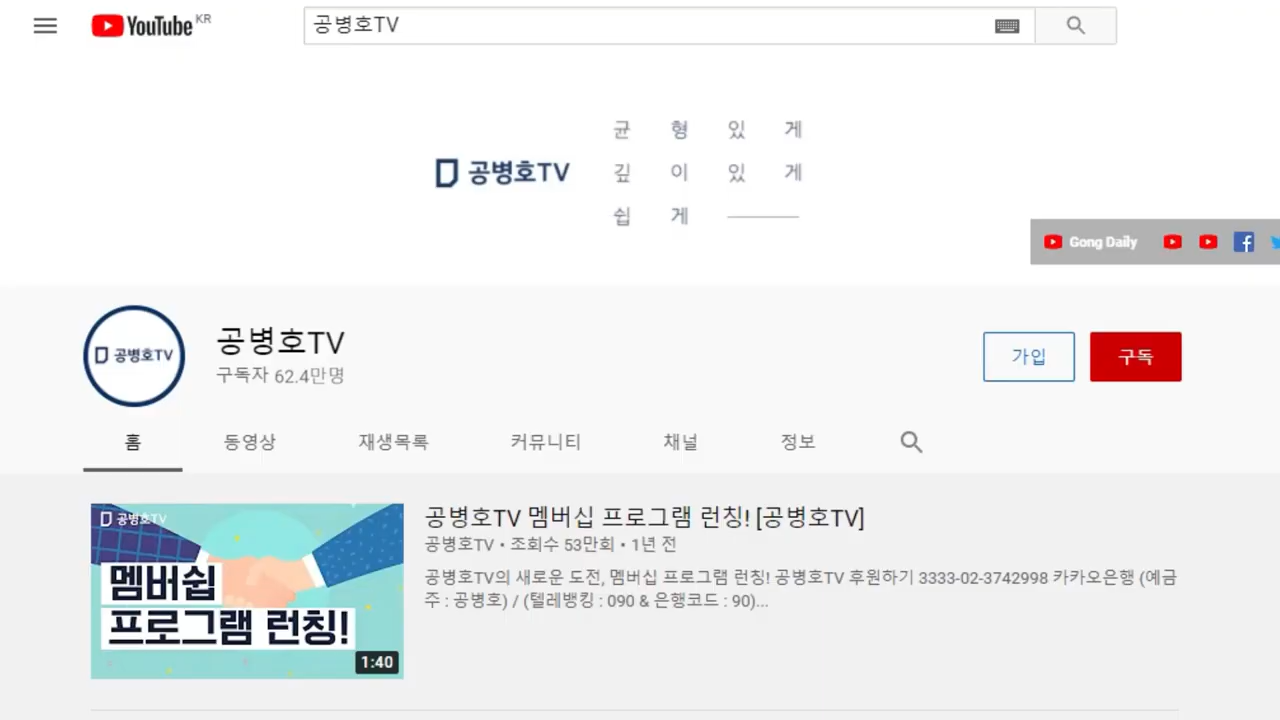 YouTube KR
공병호TV
공병호TV
균 형 있 게
깊 이 있 게
쉽 게
Gong Daily
공병호TV
공병호TV
구독자 62.4만명
가입
구독
홈 동영상 재생목록 커뮤니티 채널 정보
공병호TV
멤버쉽
프로그램 런칭!
1:40
공병호TV 멤버십 프로그램 런칭! [공병호TV]
공병호TV • 조회수 53만회 • 1년 전
공병호TV의 새로운 도전, 멤버십 프로그램 런칭! 공병호TV 후원하기 3333-02-3742998 카카오은행 (예금
주 : 공병호) / (텔레뱅킹 : 090 & 은행코드 : 90)...